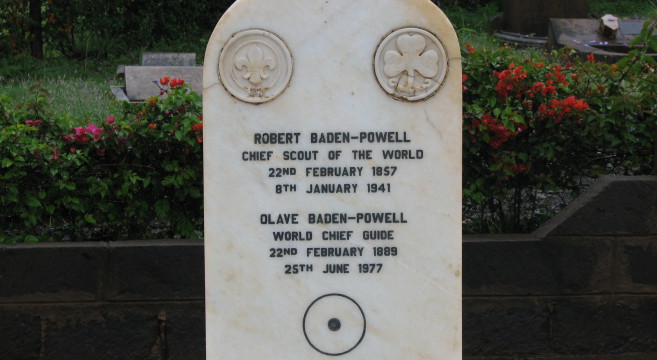 ROBERT BADEN-POWELL
CHIEF SCOUT OF THE WORLD
22ND FEBRUARY 1857
8TH JANUARY 1941
OLAVE BADEN-POWELL
WORLD CHIEF GUIDE
22ND FEBRUARY 1889
25TH JUNE 1977